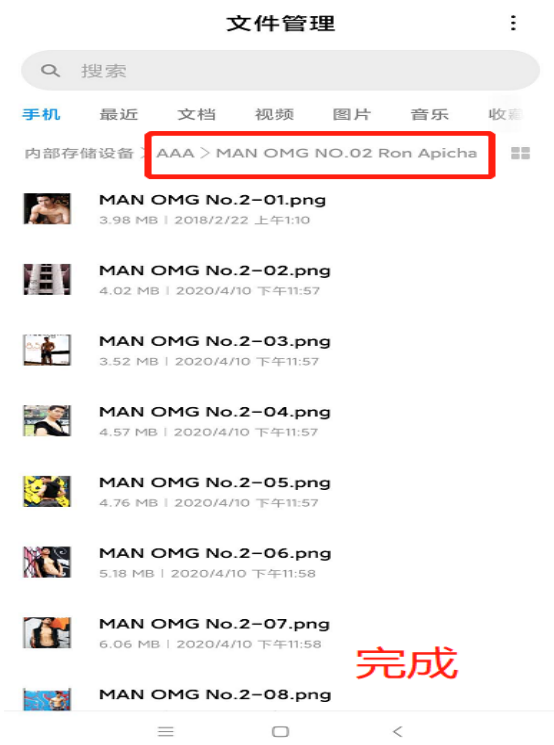 文件管理
搜索
手机 最近 文档 视频 图片 音乐 收藏
内部存储设备 > AAA > MAN OMG NO.02 Ron Apicha
MAN OMG No.2-01.png
3.98 MB | 2018/2/22 上午1:10
MAN OMG No.2-02.png
4.02 MB | 2020/4/10 下午11:57
MAN OMG No.2-03.png
3.52 MB | 2020/4/10 下午11:57
MAN OMG No.2-04.png
4.57 MB | 2020/4/10 下午11:57
MAN OMG No.2-05.png
4.76 MB | 2020/4/10 下午11:57
MAN OMG No.2-06.png
5.18 MB | 2020/4/10 下午11:58
MAN OMG No.2-07.png
6.06 MB | 2020/4/10 下午11:58
完成
MAN OMG No.2-08.png